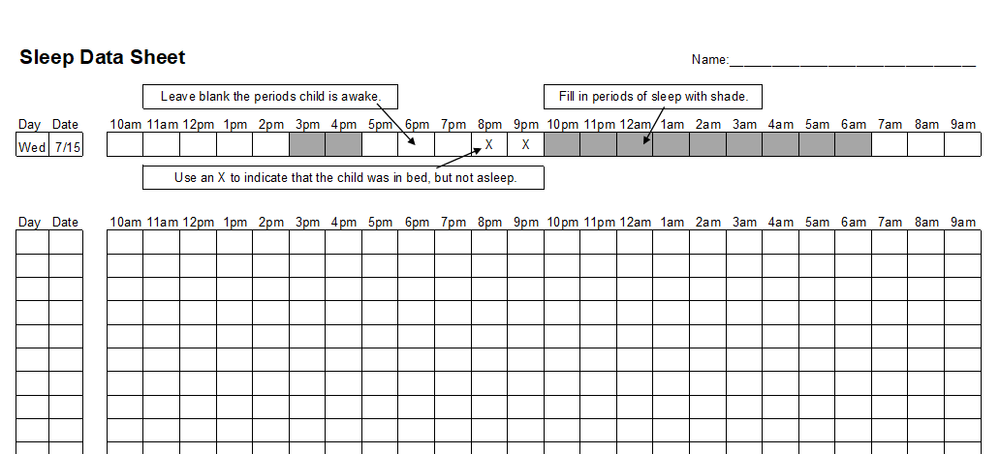 Sleep Data Sheet
Name:___________________________________
Leave blank the periods child is awake.
Fill in periods of sleep with shade.
Day Date 10am 11am 12pm 1pm 2pm 3pm 4pm 5pm 6pm 7pm 8pm 9pm 10pm 11pm 12am 1am 2am 3am 4am 5am 6am 7am 8am 9am
Wed 7/15 X X
Use an X to indicate that the child was in bed, but not asleep.
Day Date 10am 11am 12pm 1pm 2pm 3pm 4pm 5pm 6pm 7pm 8pm 9pm 10pm 11pm 12am 1am 2am 3am 4am 5am 6am 7am 8am 9am